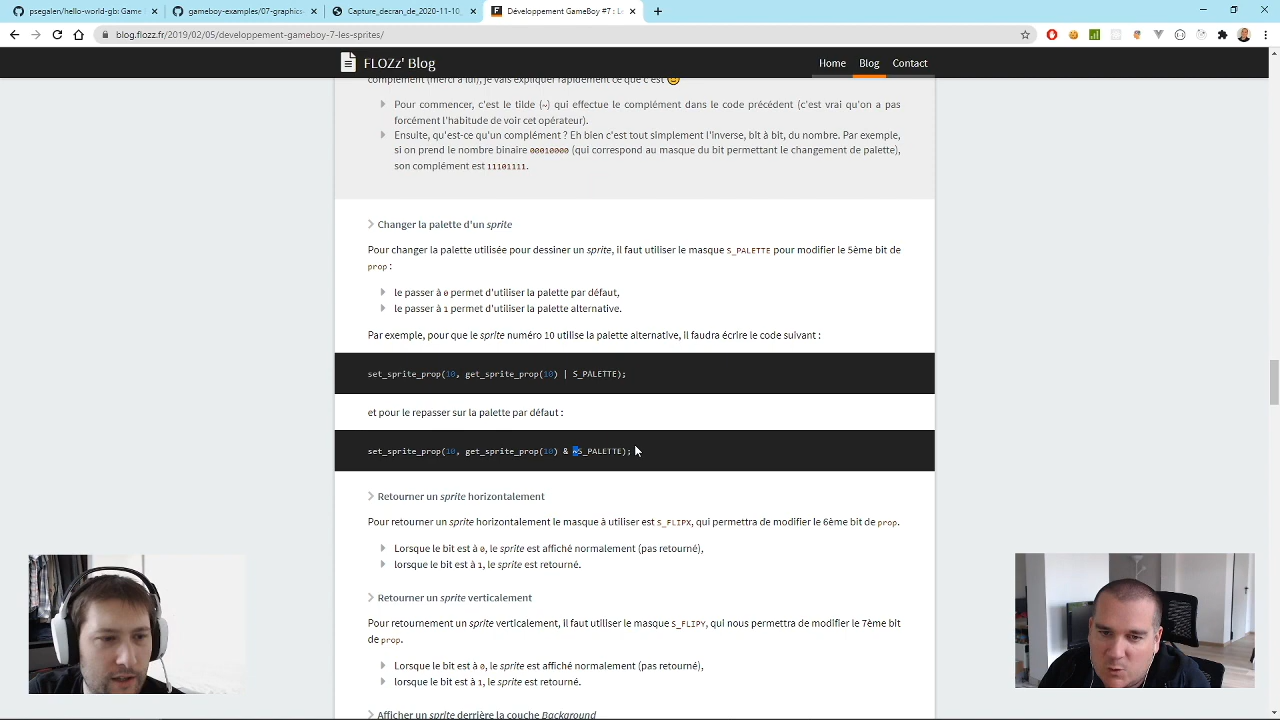 psegalen/hello-world-gb: Game
gameboy-examples/07-graphics-
Capture_decran_de_2020-11-10_
Développement GameBoy #7 : Le
blog.flozz.fr/2019/02/05/developpement-gameboy-7-les-sprites/
FLOZz' Blog
Home
Blog
Contact
complément (merci à lui), je vais expliquer rapidement ce que c'est
Pour commencer, c'est le tilde (~) qui effectue le complément dans le code précédent (c'est vrai qu'on a pas
forcément l'habitude de voir cet opérateur).
Ensuite, qu'est-ce qu'un complément ? Eh bien c'est tout simplement l'inverse, bit à bit, du nombre. Par exemple,
si on prend le nombre binaire 00010000 (qui correspond au masque du bit permettant le changement de palette),
son complément est 11101111.
Changer la palette d'un sprite
Pour changer la palette utilisée pour dessiner un sprite, il faut utiliser le masque S_PALETTE pour modifier le 5ème bit de
prop :
le passer à 0 permet d'utiliser la palette par défaut,
le passer à 1 permet d'utiliser la palette alternative.
Par exemple, pour que le sprite numéro 10 utilise la palette alternative, il faudra écrire le code suivant :
set_sprite_prop(10, get_sprite_prop(10) | S_PALETTE);
et pour le repasser sur la palette par défaut :
set_sprite_prop(10, get_sprite_prop(10) & ~S_PALETTE);
Retourner un sprite horizontalement
Pour retourner un sprite horizontalement le masque à utiliser est S_FLIPX, qui permettra de modifier le 6ème bit de prop.
Lorsque le bit est à 0, le sprite est affiché normalement (pas retourné),
lorsque le bit est à 1, le sprite est retourné.
Retourner un sprite verticalement
Pour retournement un sprite verticalement, il faut utiliser le masque S_FLIPY, qui nous permettra de modifier le 7ème bit
de prop.
Lorsque le bit est à 0, le sprite est affiché normalement (pas retourné),
lorsque le bit est à 1, le sprite est retourné.
Afficher un sprite derrière la couche Background